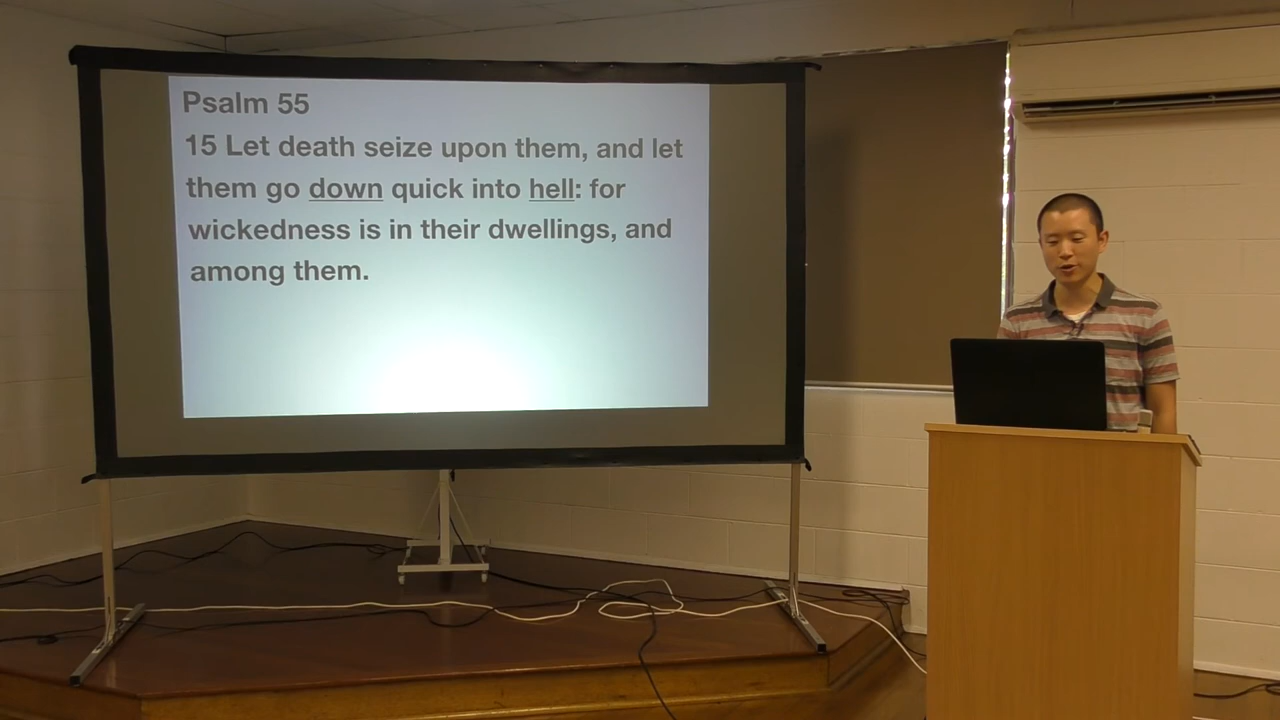 Psalm 55
15 Let death seize upon them, and let
them go down quick into hell: for
wickedness is in their dwellings, and
among them.